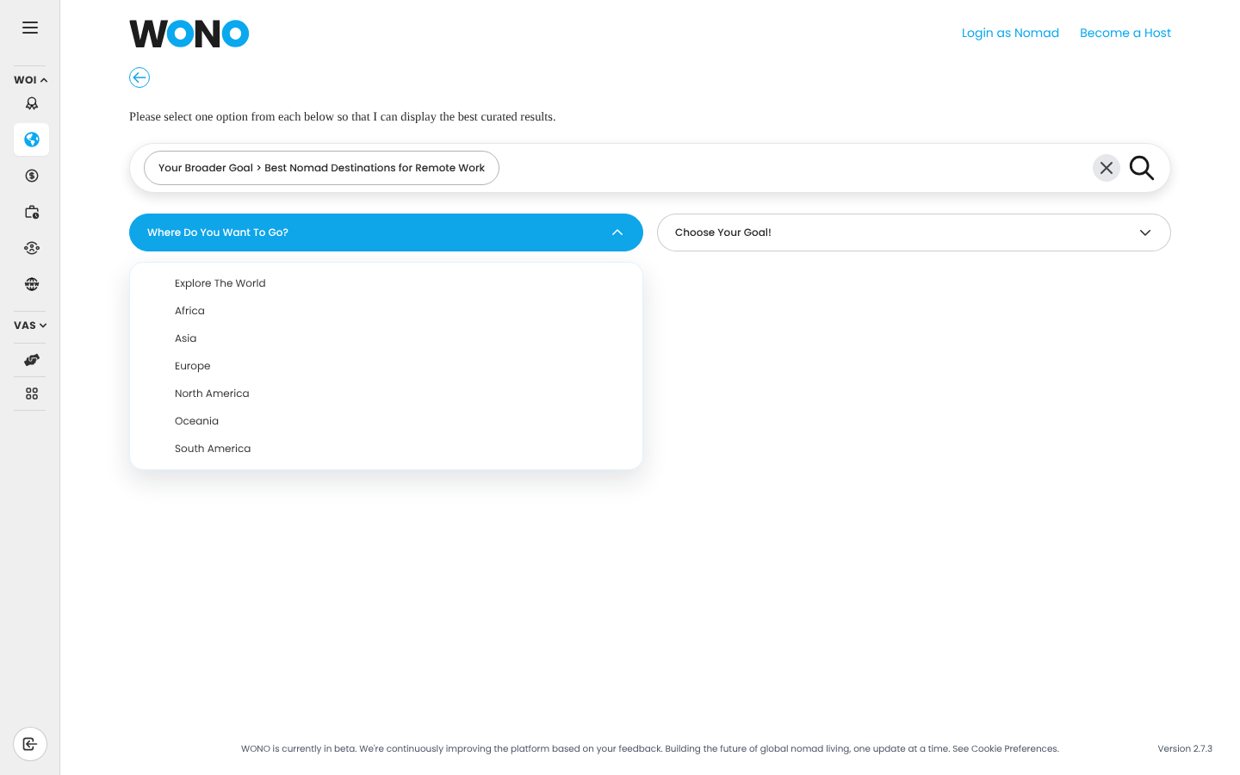 WONO
Login as Nomad
Become a Host
WOI
Please select one option from each below so that I can display the best curated results.
Your Broader Goal > Best Nomad Destinations for Remote Work
Where Do You Want To Go?
Choose Your Goal!
Explore The World
Africa
Asia
Europe
North America
Oceania
South America
VAS
WONO is currently in beta. We're continuously improving the platform based on your feedback. Building the future of global nomad living, one update at a time. See Cookie Preferences.
Version 2.7.3